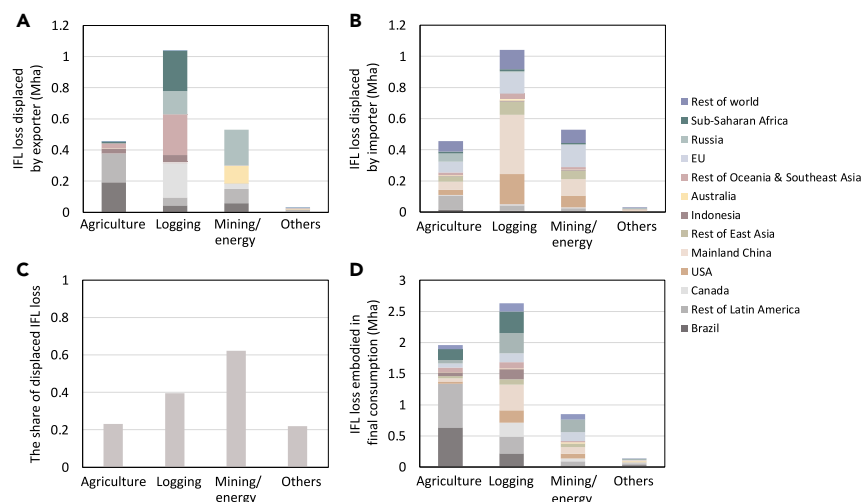 A
IFL loss displaced
by exporter (Mha)
1.2
1
0.8
0.6
0.4
0.2
0
Agriculture Logging Mining/ Others
energy
B
IFL loss displaced
by importer (Mha)
1.2
1
0.8
0.6
0.4
0.2
0
Agriculture Logging Mining/ Others
energy
Rest of world
Sub-Saharan Africa
Russia
EU
Rest of Oceania & Southeast Asia
Australia
Indonesia
Rest of East Asia
Mainland China
USA
Canada
Rest of Latin America
Brazil
C
The share of displaced IFL loss
1
0.8
0.6
0.4
0.2
0
Agriculture Logging Mining/ Others
energy
D
IFL loss embodied in
final consumption (Mha)
3
2.5
2
1.5
1
0.5
0
Agriculture Logging Mining/ Others
energy